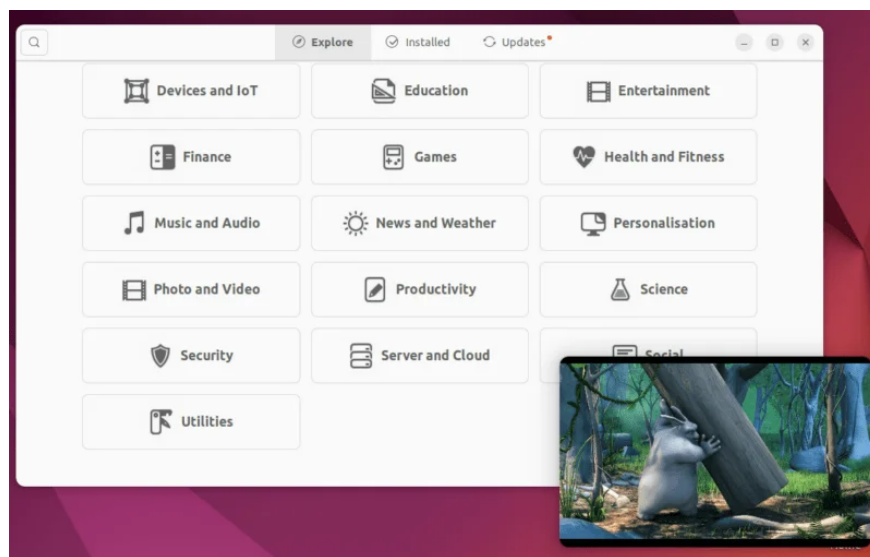 Explore Installed Updates
Devices and IoT Education Entertainment
Finance Games Health and Fitness
Music and Audio News and Weather Personalisation
Photo and Video Productivity Science
Security Server and Cloud Social
Utilities